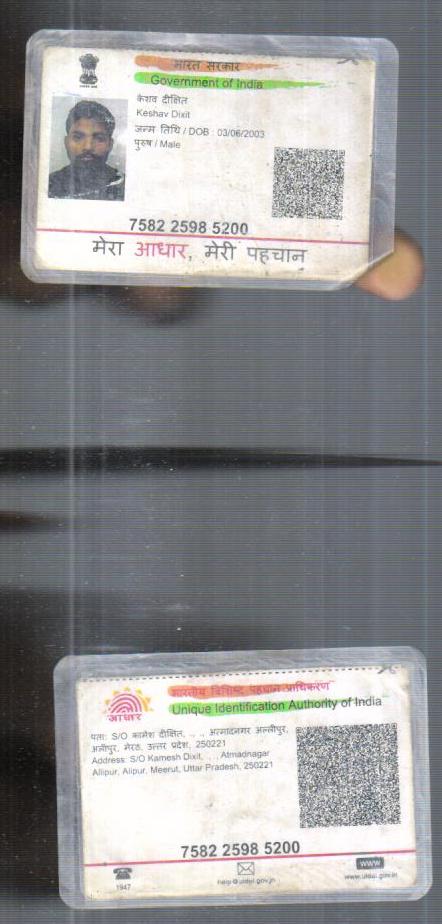 भारत सरकार
Government of India
केशव दीक्षित
Keshav Dixit
जन्म तिथि / DOB : 03/06/2003
पुरुष / Male
7582 2598 5200
मेरा आधार, मेरी पहचान
भारतीय विशिष्ट पहचान प्राधिकरण
Unique Identification Authority of India
आधार
पता: S/O कामेश दीक्षित, . ., अल्लीपुर,
अलीपुर, मेरठ, उत्तर प्रदेश, 250221
Address: S/O Kamesh Dixit, . , . Atmadnagar
Allipur, Alipur, Meerut, Uttar Pradesh, 250221
7582 2598 5200
1947
help@uidai.gov.in
www
www.uidai.gov.in